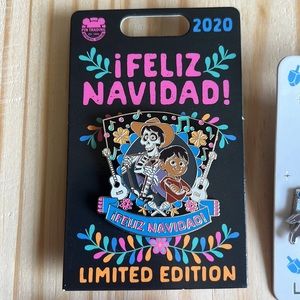 2020
¡FELIZ
NAVIDAD!
¡FELIZ NAVIDAD!
LIMITED EDITION